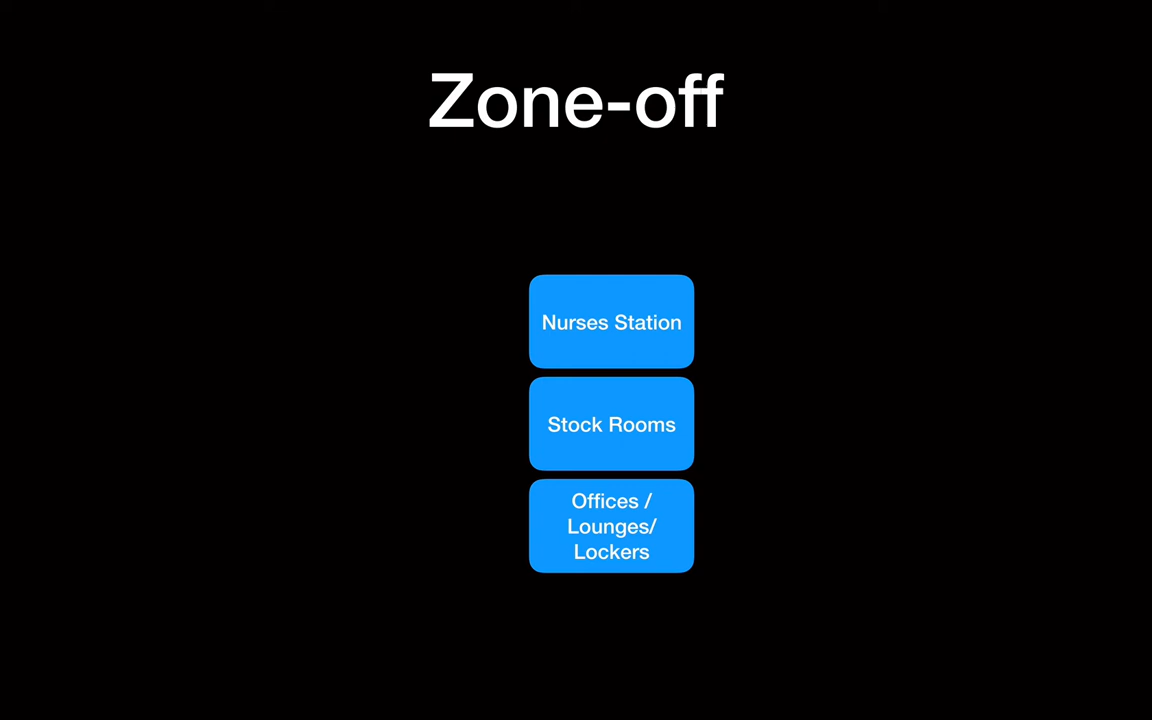 Zone-off
Nurses Station
Stock Rooms
Offices /
Lounges/
Lockers